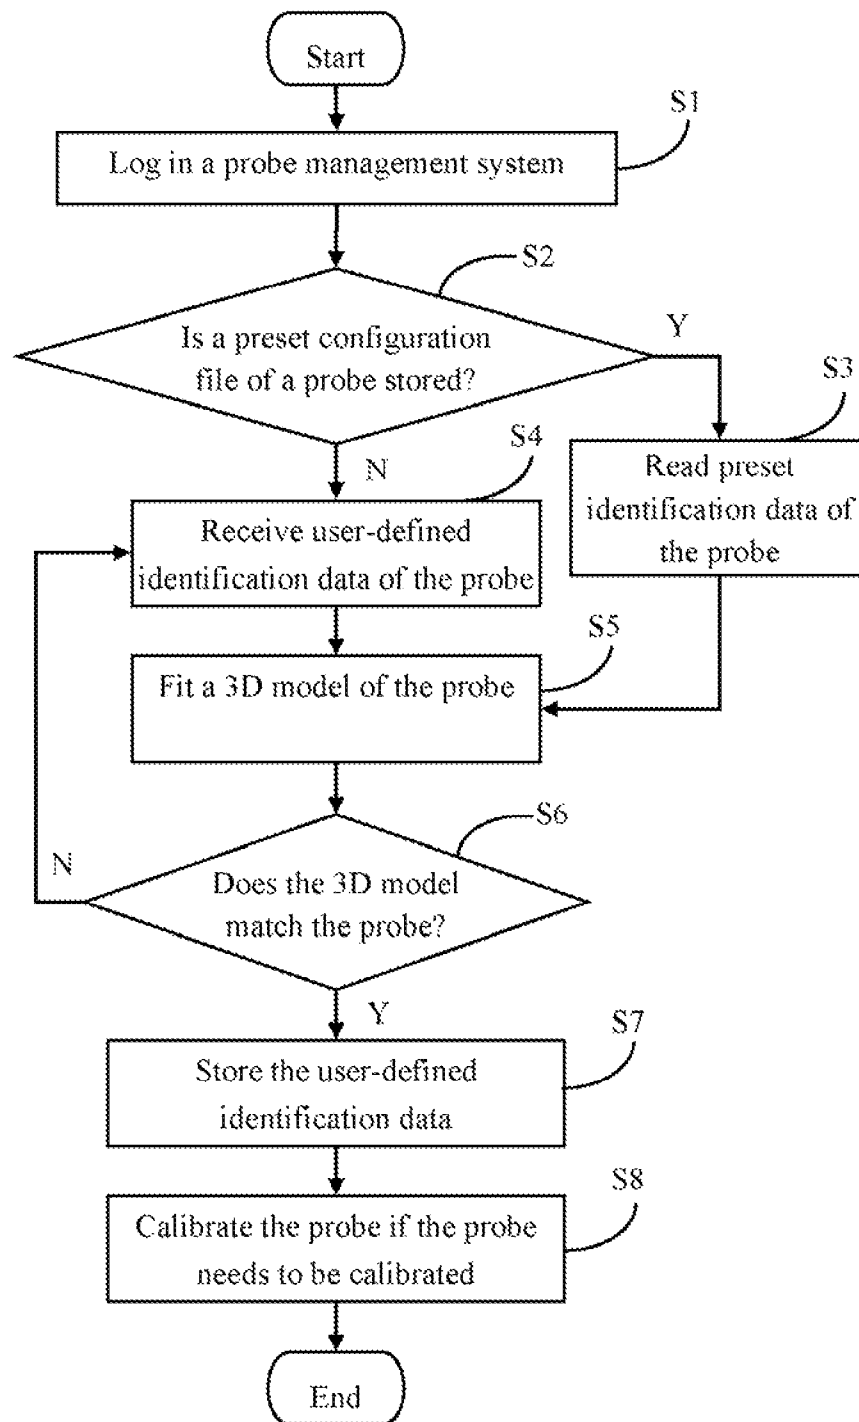 Start
S1
Log in a probe management system
S2
Is a preset configuration
file of a probe stored?
Y
S3
Read preset
identification data of
the probe
N
S4
Receive user-defined
identification data of the probe
S5
Fit a 3D model of the probe
S6
Does the 3D model
match the probe?
N
Y
S7
Store the user-defined
identification data
S8
Calibrate the probe if the probe
needs to be calibrated
End